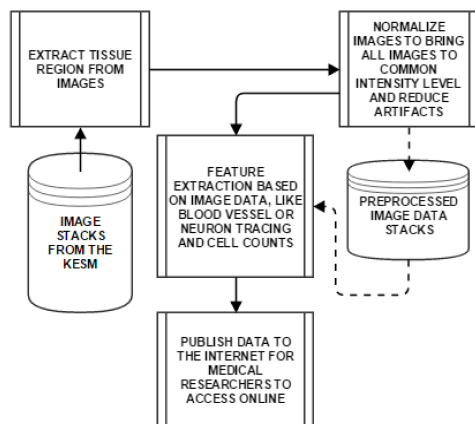 EXTRACT TISSUE
REGION FROM
IMAGES
NORMALIZE
IMAGES TO BRING
ALL IMAGES TO
COMMON
INTENSITY LEVEL
AND REDUCE
ARTIFACTS
IMAGE
STACKS
FROM THE
KESM
FEATURE
EXTRACTION BASED
ON IMAGE DATA, LIKE
BLOOD VESSEL OR
NEURON TRACING
AND CELL COUNTS
PREPROCESSED
IMAGE DATA
STACKS
PUBLISH DATA TO
THE INTERNET FOR
MEDICAL
RESEARCHERS TO
ACCESS ONLINE